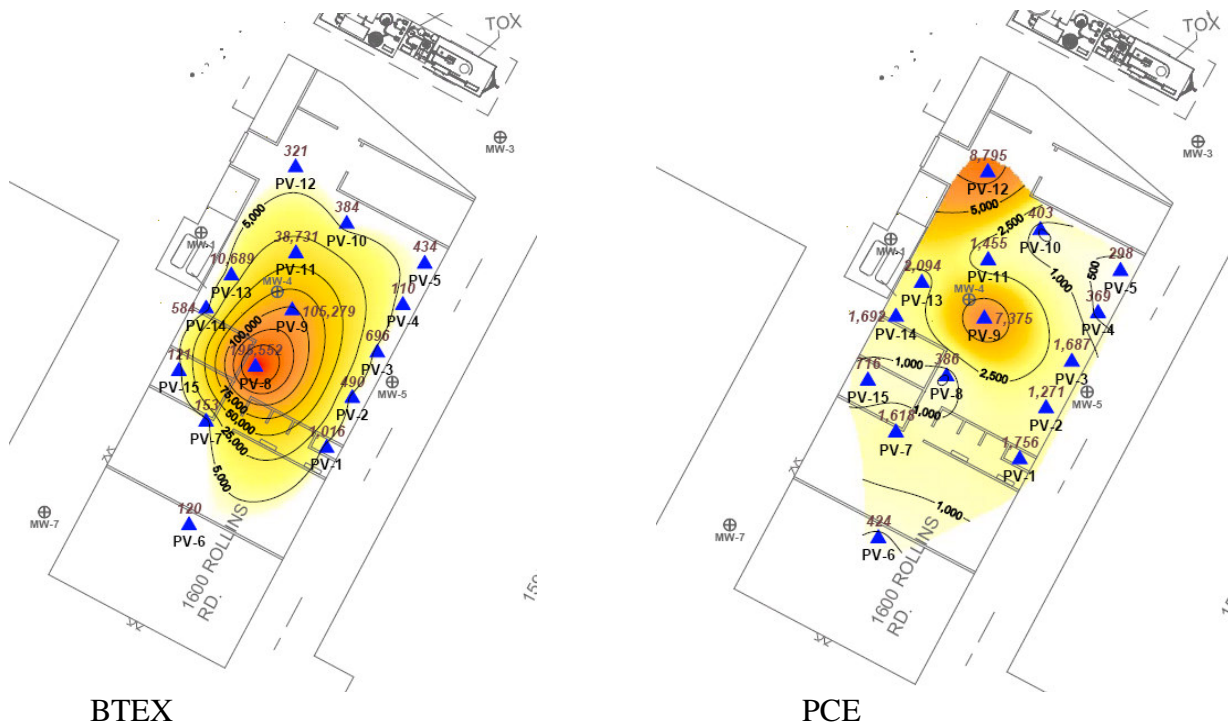 TOX
MW-3
321
PV-12
384
PV-10
5,000
MW-1
38,731
PV-11
434
PV-5
10,689
PV-13
MW-4
110
PV-4
584
PV-14
PV-9
105,279
100,000
696
PV-3
195,552
PV-8
121
PV-15
MW-5
490
PV-2
75,000
50,000
25,000
153
PV-7
1,016
PV-1
5,000
120
PV-6
MW-7
1600 ROLLINS
RD.
BTEX
TOX
MW-3
8,795
PV-12
5,000
403
PV-10
2,500
MW-1
1,455
PV-11
1,000
500
298
PV-5
2,094
PV-13
MW-4
369
PV-4
1,692
PV-14
7,375
PV-9
1,687
PV-3
2,500
1,000
386
PV-8
716
PV-15
MW-5
1,271
PV-2
1,000
1,618
PV-7
1,756
PV-1
1,000
424
PV-6
MW-7
1600 ROLLINS
RD.
PCE